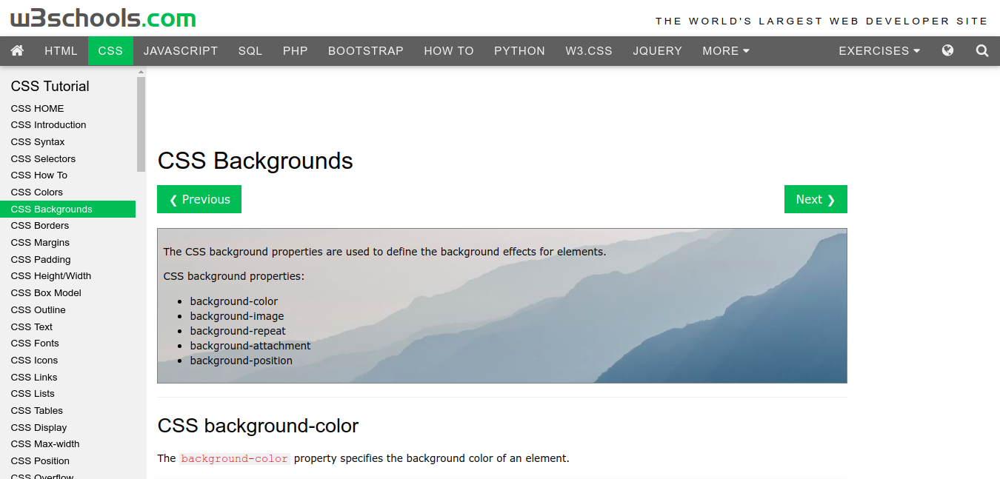 w3schools.com
THE WORLD'S LARGEST WEB DEVELOPER SITE
HTML CSS JAVASCRIPT SQL PHP BOOTSTRAP HOW TO PYTHON W3.CSS JQUERY MORE EXERCISES
CSS Tutorial
CSS HOME
CSS Introduction
CSS Syntax
CSS Selectors
CSS How To
CSS Colors
CSS Backgrounds
CSS Borders
CSS Margins
CSS Padding
CSS Height/Width
CSS Box Model
CSS Outline
CSS Text
CSS Fonts
CSS Icons
CSS Links
CSS Lists
CSS Tables
CSS Display
CSS Max-width
CSS Position
CSS Overflow
CSS Backgrounds
❮ Previous
Next ❯
The CSS background properties are used to define the background effects for elements.
CSS background properties:
• background-color
• background-image
• background-repeat
• background-attachment
• background-position
CSS background-color
The background-color property specifies the background color of an element.